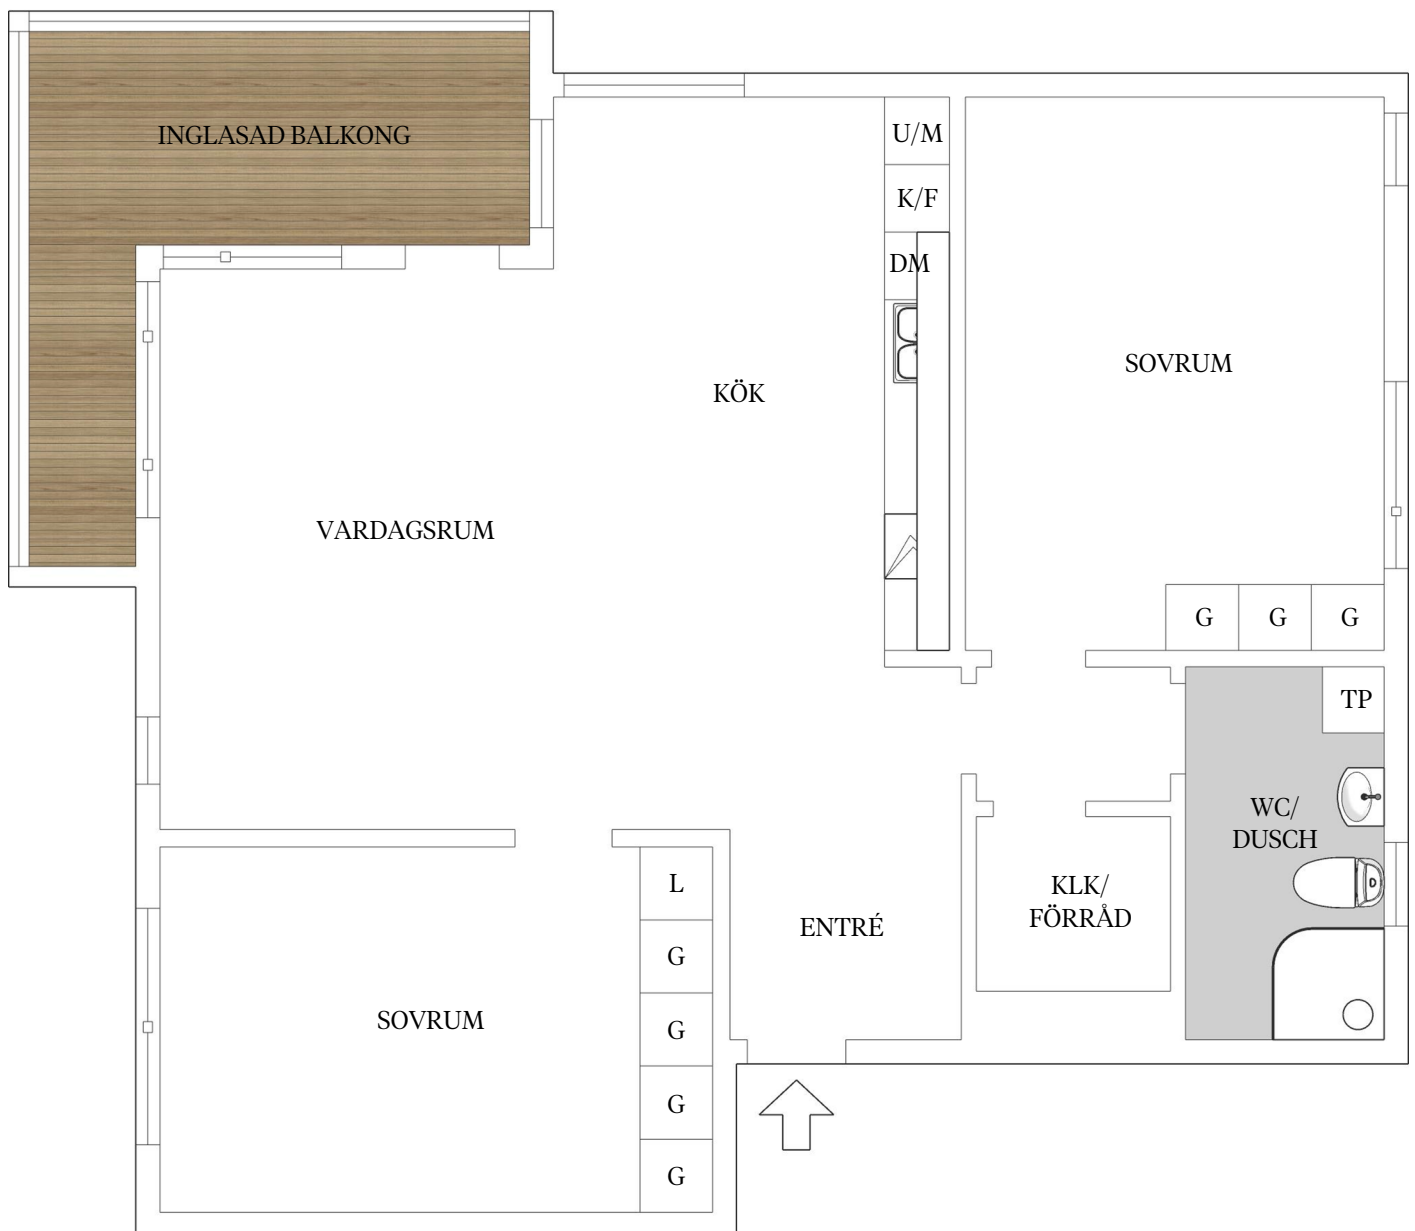 INGLASAD BALKONG
U/M
K/F
DM
SOVRUM
KÖK
VARDAGSRUM
G
G
G
TP
WC/
DUSCH
L
KLK/
FÖRRÅD
ENTRÉ
G
SOVRUM
G
G
G